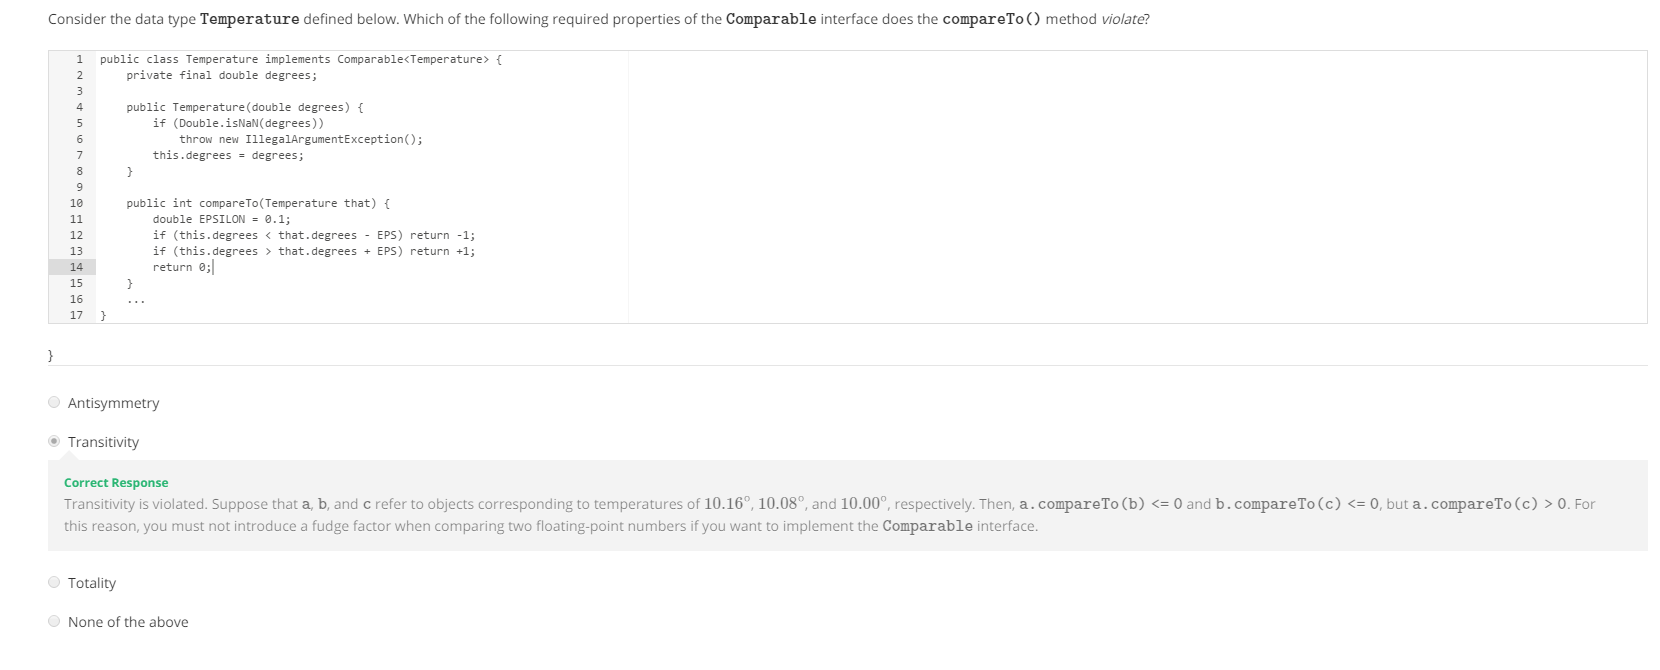 Consider the data type Temperature defined below. Which of the following required properties of the Comparable interface does the compareTo() method violate?
1 public class Temperature implements Comparable<Temperature> {
2     private final double degrees;
3
4     public Temperature(double degrees) {
5         if (Double.isNaN(degrees))
6             throw new IllegalArgumentException();
7         this.degrees = degrees;
8     }
9
10     public int compareTo(Temperature that) {
11         double EPSILON = 0.1;
12         if (this.degrees < that.degrees - EPS) return -1;
13         if (this.degrees > that.degrees + EPS) return +1;
14         return 0;
15     }
16     ...
17 }
}
Antisymmetry
Transitivity
Correct Response
Transitivity is violated. Suppose that a, b, and c refer to objects corresponding to temperatures of 10.16°, 10.08°, and 10.00°, respectively. Then, a.compareTo(b) <= 0 and b.compareTo(c) <= 0, but a.compareTo(c) > 0. For
this reason, you must not introduce a fudge factor when comparing two floating-point numbers if you want to implement the Comparable interface.
Totality
None of the above